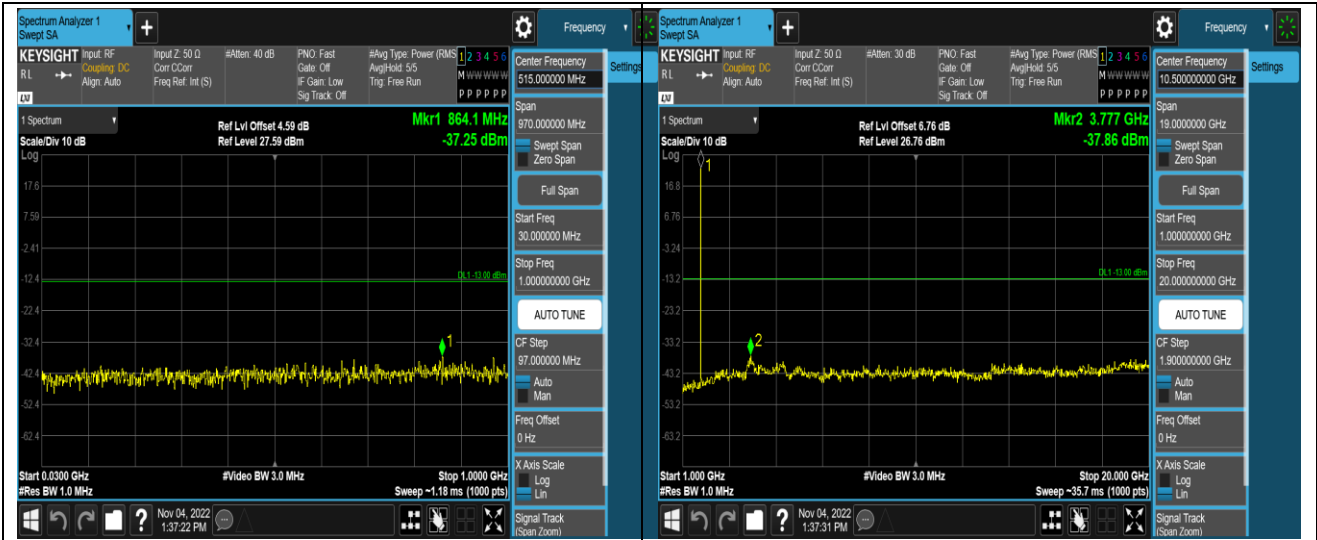 Spectrum Analyzer 1
Swept SA
+
Frequency
KEYSIGHT
Input: RF
Input Z: 50 Ω
#Atten: 40 dB
PNO: Fast
#Avg Type: Power (RMS
1 2 3 4 5 6
RL
Coupling: DC
Corr CCorr
Gate: Off
Avg|Hold: 5/5
M W W W W W
Align: Auto
Freq Ref: Int (S)
IF Gain: Low
Trig: Free Run
Sig Track: Off
P P P P P P
LXI
1 Spectrum
Ref Lvl Offset 4.59 dB
Mkr1 864.1 MHz
Scale/Div 10 dB
Ref Level 27.59 dBm
-37.25 dBm
Log
17.6
7.59
-2.41
DL1 -13.00 dBm
-12.4
-22.4
-32.4
1
-42.4
-52.4
-62.4
Start 0.0300 GHz
#Video BW 3.0 MHz
Stop 1.0000 GHz
#Res BW 1.0 MHz
Sweep ~1.18 ms (1000 pts)
Nov 04, 2022
1:37:22 PM
?
Center Frequency
515.000000 MHz
Settings
Span
970.000000 MHz
Swept Span
Zero Span
Full Span
Start Freq
30.000000 MHz
Stop Freq
1.000000000 GHz
AUTO TUNE
CF Step
97.000000 MHz
Auto
Man
Freq Offset
0 Hz
X Axis Scale
Log
Lin
Signal Track
(Span Zoom)
Spectrum Analyzer 1
Swept SA
+
Frequency
KEYSIGHT
Input: RF
Input Z: 50 Ω
#Atten: 30 dB
PNO: Fast
#Avg Type: Power (RMS
1 2 3 4 5 6
RL
Coupling: DC
Corr CCorr
Gate: Off
Avg|Hold: 5/5
M W W W W W
Align: Auto
Freq Ref: Int (S)
IF Gain: Low
Trig: Free Run
Sig Track: Off
P P P P P P
LXI
1 Spectrum
Ref Lvl Offset 6.76 dB
Mkr2 3.777 GHz
Scale/Div 10 dB
Ref Level 26.76 dBm
-37.86 dBm
Log
1
16.8
6.76
-3.24
DL1 -13.00 dBm
-13.2
-23.2
-33.2
2
-43.2
-53.2
-63.2
Start 1.000 GHz
#Video BW 3.0 MHz
Stop 20.000 GHz
#Res BW 1.0 MHz
Sweep ~35.7 ms (1000 pts)
Nov 04, 2022
1:37:31 PM
?
Center Frequency
10.500000000 GHz
Settings
Span
19.0000000 GHz
Swept Span
Zero Span
Full Span
Start Freq
1.000000000 GHz
Stop Freq
20.000000000 GHz
AUTO TUNE
CF Step
1.900000000 GHz
Auto
Man
Freq Offset
0 Hz
X Axis Scale
Log
Lin
Signal Track
(Span Zoom)